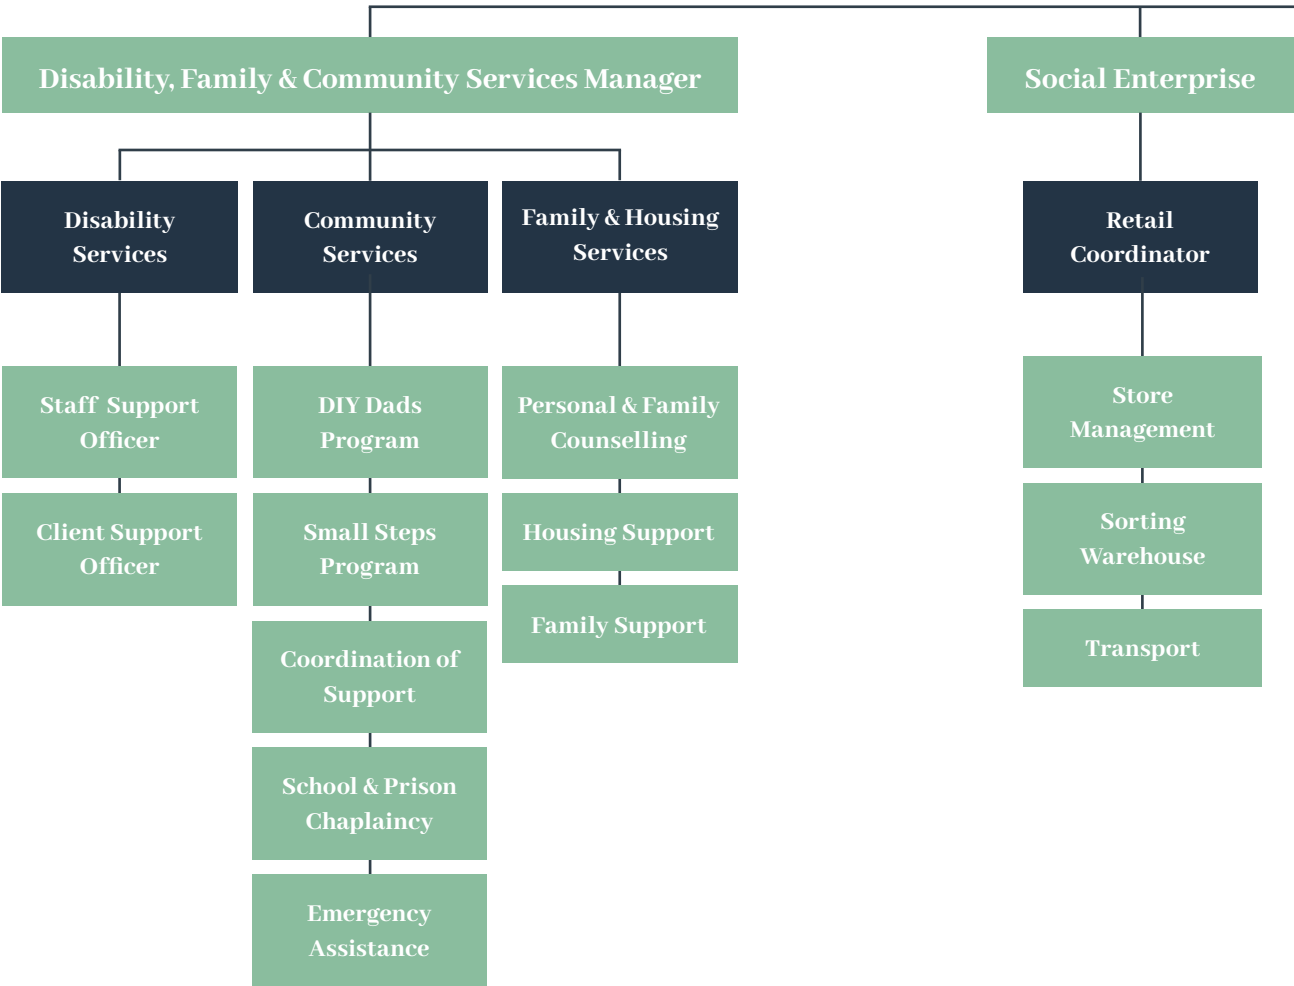 Disability, Family & Community Services Manager
Social Enterprise
Disability
Services
Community
Services
Family & Housing
Services
Retail
Coordinator
Staff Support
Officer
Client Support
Officer
DIY Dads
Program
Small Steps
Program
Coordination of
Support
School & Prison
Chaplaincy
Emergency
Assistance
Personal & Family
Counselling
Housing Support
Family Support
Store
Management
Sorting
Warehouse
Transport